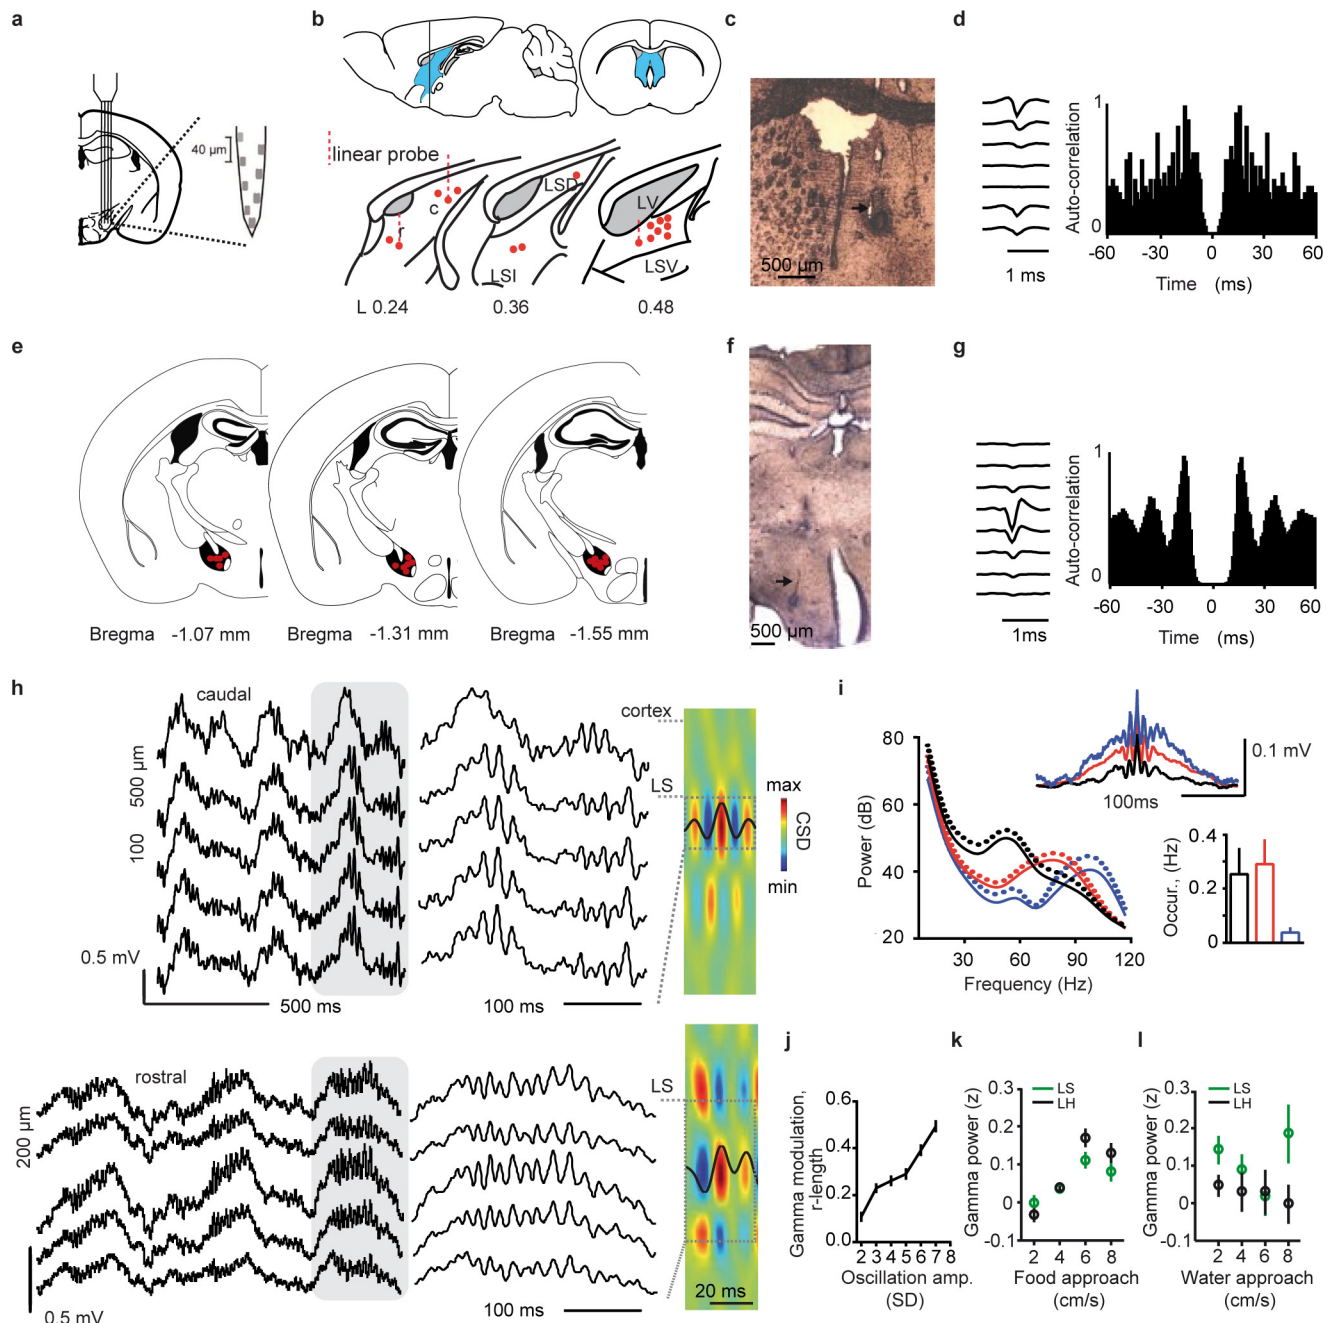 a
40 µm
b
linear probe
c
r
LSD
LSI
LV
LSV
L 0.24
0.36
0.48
c
500 µm
d
1 ms
Auto-correlation
1
0
-60
-30
0
30
60
Time (ms)
e
Bregma -1.07 mm
Bregma -1.31 mm
Bregma -1.55 mm
f
500 µm
g
1ms
Auto-correlation
1
0
-60
-30
0
30
60
Time (ms)
h
caudal
500 µm
100
0.5 mV
500 ms
100 ms
cortex
LS
max
CSD
min
rostral
200 µm
0.5 mV
100 ms
LS
20 ms
i
80
60
40
20
Power (dB)
30
60
90
120
Frequency (Hz)
0.1 mV
100ms
Occur., (Hz)
0.4
0.2
0
j
Gamma modulation,
r-length
0.6
0.4
0.2
0.0
2 3 4 5 6 7 8
Oscillation amp.
(SD)
k
Gamma power (z)
0.3
0.2
0.1
0
-0.1
LS
LH
2 4 6 8
Food approach
(cm/s)
l
Gamma power (z)
0.3
0.2
0.1
0
-0.1
LS
LH
2 4 6 8
Water approach
(cm/s)